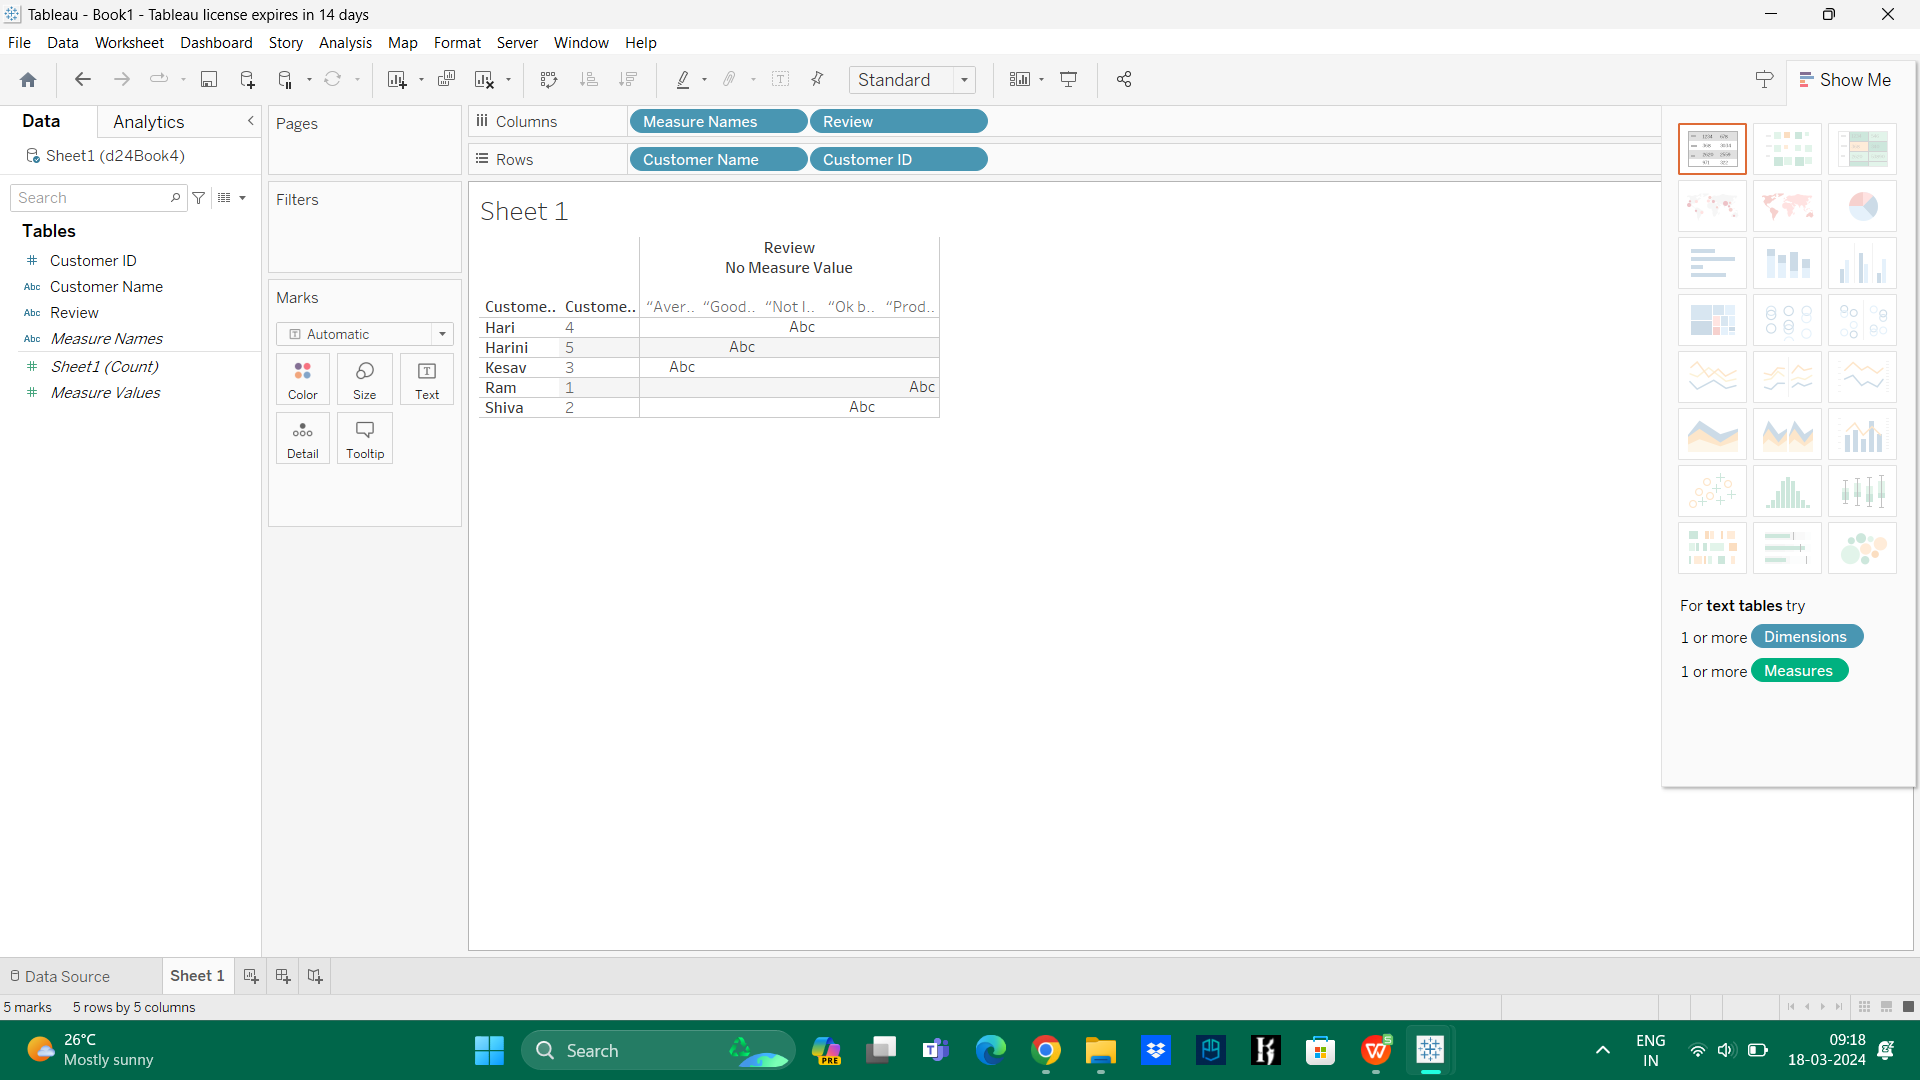 Tableau - Book1 - Tableau license expires in 14 days
File Data Worksheet Dashboard Story Analysis Map Format Server Window Help
Standard
Show Me
Data Analytics
Sheet1 (d24Book4)
Search
Tables
# Customer ID
Abc Customer Name
Abc Review
Abc Measure Names
# Sheet1 (Count)
# Measure Values
Pages
Filters
Marks
Automatic
Color Size Text
Detail Tooltip
Columns Measure Names Review
Rows Customer Name Customer ID
Sheet 1
Review
No Measure Value
Custome.. Custome.. “Aver.. “Good.. “Not I.. “Ok b.. “Prod..
Hari 4 Abc
Harini 5 Abc
Kesav 3 Abc
Ram 1 Abc
Shiva 2 Abc
For text tables try
1 or more Dimensions
1 or more Measures
Data Source Sheet 1
5 marks 5 rows by 5 columns
26°C
Mostly sunny
Search
PRE
ENG
IN
09:18
18-03-2024